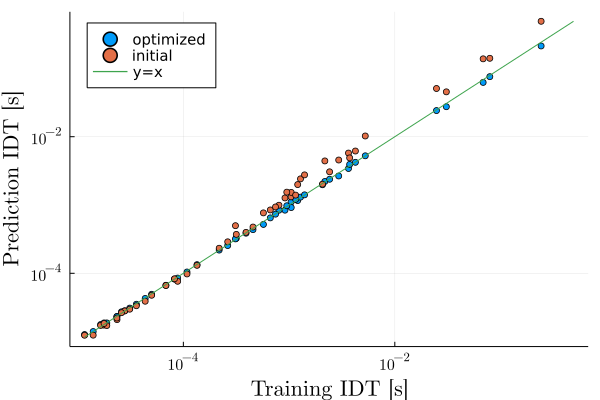 optimized
initial
y=x
Prediction IDT [s]
10⁻²
10⁻⁴
10⁻⁴ 10⁻²
Training IDT [s]